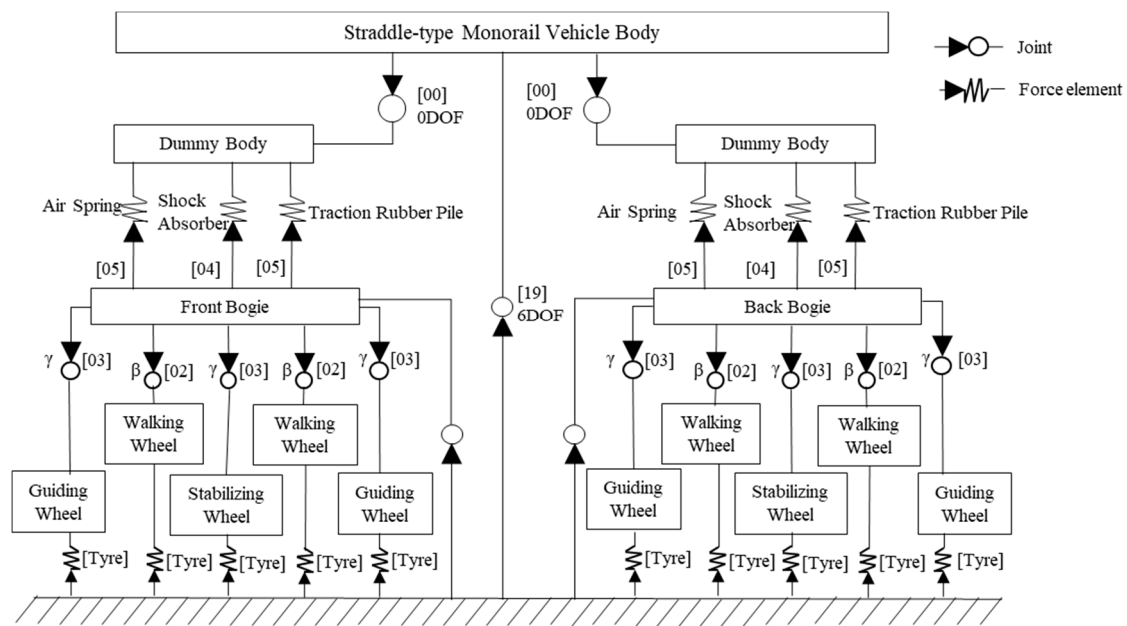 Straddle-type Monorail Vehicle Body
Joint
Force element
[00]
0DOF
[00]
0DOF
Dummy Body
Dummy Body
Air Spring
Shock
Absorber
Traction Rubber Pile
Air Spring
Shock
Absorber
Traction Rubber Pile
[05]
[04]
[05]
[05]
[04]
[05]
Front Bogie
[19]
6DOF
Back Bogie
γ
[03]
β
[02]
γ
[03]
β
[02]
γ
[03]
γ
[03]
β
[02]
γ
[03]
β
[02]
γ
[03]
Walking
Wheel
Walking
Wheel
Walking
Wheel
Walking
Wheel
Guiding
Wheel
Stabilizing
Wheel
Guiding
Wheel
Guiding
Wheel
Stabilizing
Wheel
Guiding
Wheel
[Tyre]
[Tyre]
[Tyre]
[Tyre]
[Tyre]
[Tyre]
[Tyre]
[Tyre]
[Tyre]
[Tyre]